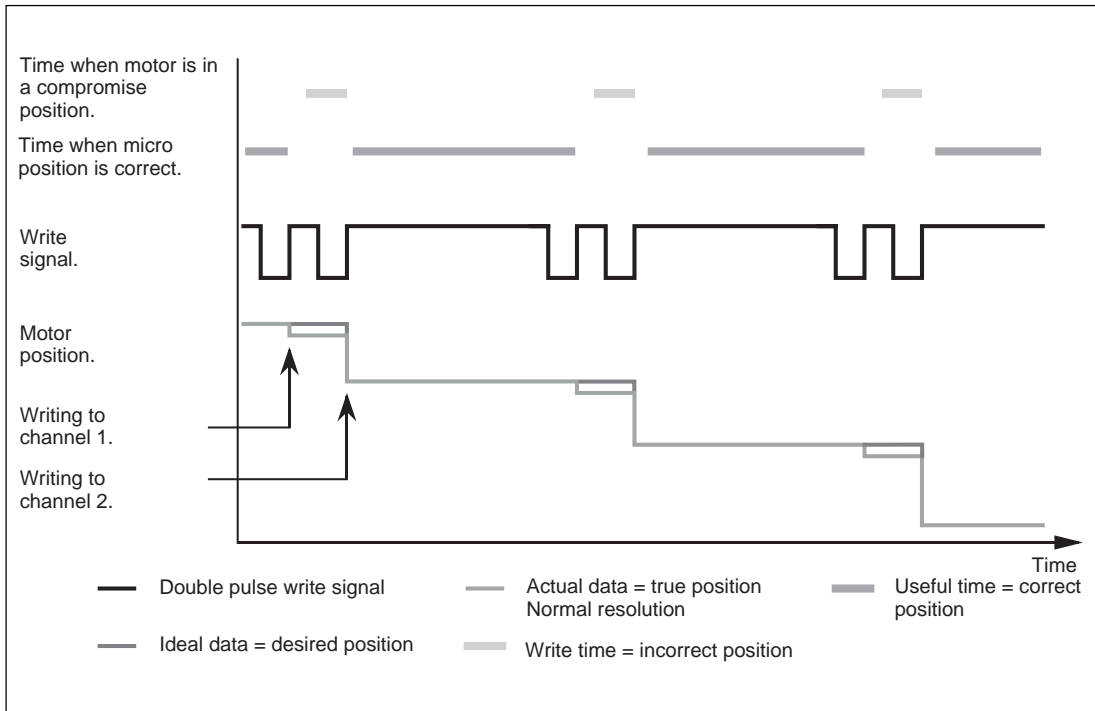 Time when motor is in
a compromise
position.
Time when micro
position is correct.
Write
signal.
Motor
position.
Writing to
channel 1.
Writing to
channel 2.
Time
Double pulse write signal
Actual data = true position
Normal resolution
Useful time = correct
position
Ideal data = desired position
Write time = incorrect position